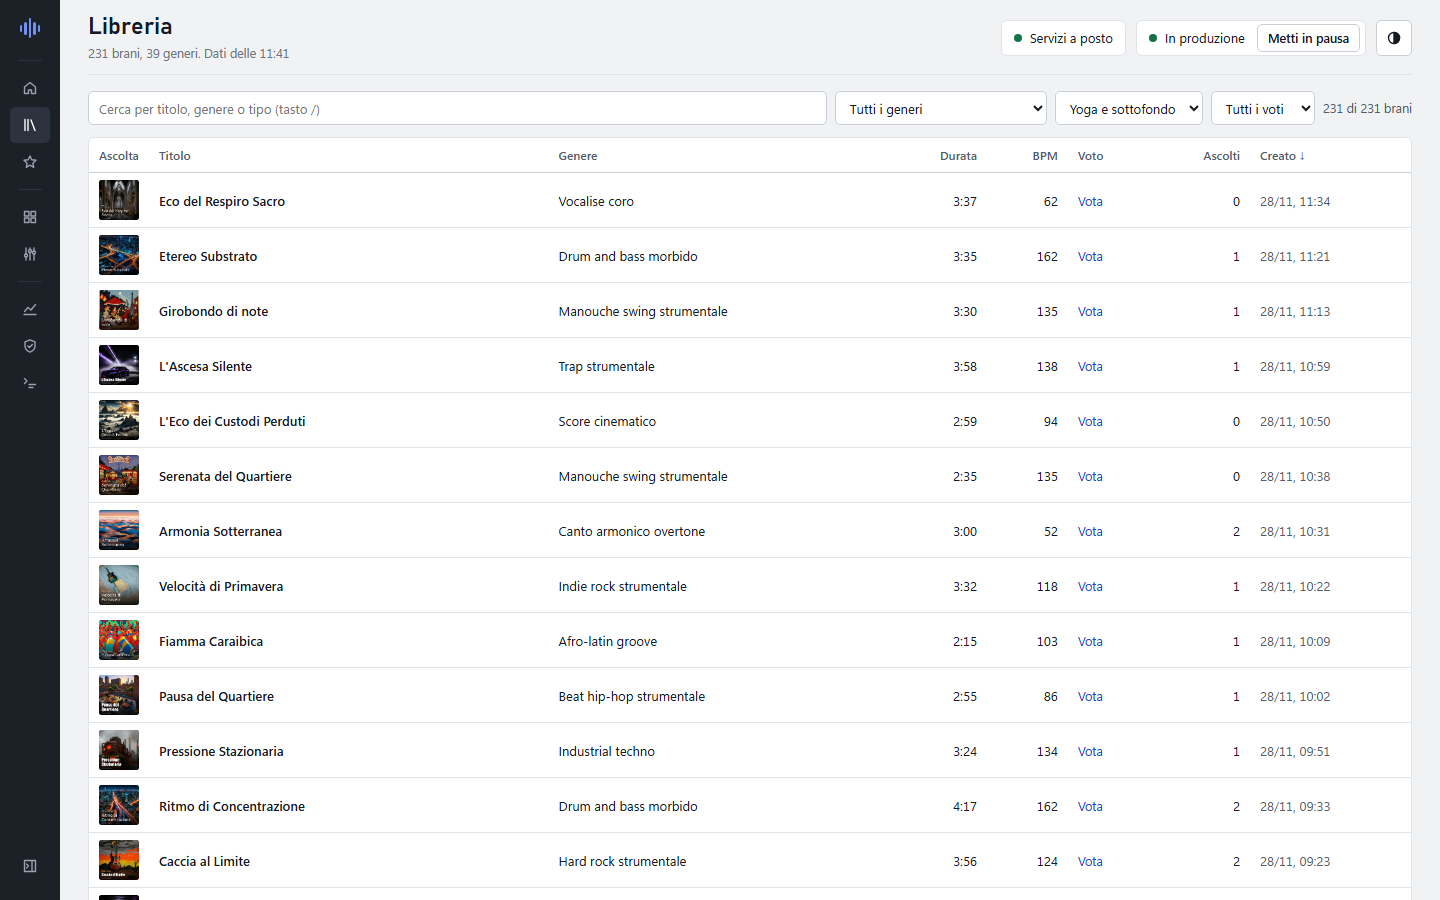 Libreria
231 brani, 39 generi. Dati delle 11:41
Servizi a posto
In produzione
Metti in pausa
Cerca per titolo, genere o tipo (tasto /)
Tutti i generi
Yoga e sottofondo
Tutti i voti
231 di 231 brani
Ascolta Titolo Genere Durata BPM Voto Ascolti Creato ↓
Eco del Respiro Sacro Vocalise coro 3:37 62 Vota 0 28/11, 11:34
Etereo Substrato Drum and bass morbido 3:35 162 Vota 1 28/11, 11:21
Girobondo di note Manouche swing strumentale 3:30 135 Vota 1 28/11, 11:13
L'Ascesa Silente Trap strumentale 3:58 138 Vota 1 28/11, 10:59
L'Eco dei Custodi Perduti Score cinematico 2:59 94 Vota 0 28/11, 10:50
Serenata del Quartiere Manouche swing strumentale 2:35 135 Vota 0 28/11, 10:38
Armonia Sotterranea Canto armonico overtone 3:00 52 Vota 2 28/11, 10:31
Velocità di Primavera Indie rock strumentale 3:32 118 Vota 1 28/11, 10:22
Fiamma Caraibica Afro-latin groove 2:15 103 Vota 1 28/11, 10:09
Pausa del Quartiere Beat hip-hop strumentale 2:55 86 Vota 1 28/11, 10:02
Pressione Stazionaria Industrial techno 3:24 134 Vota 1 28/11, 09:51
Ritmo di Concentrazione Drum and bass morbido 4:17 162 Vota 2 28/11, 09:33
Caccia al Limite Hard rock strumentale 3:56 124 Vota 2 28/11, 09:23